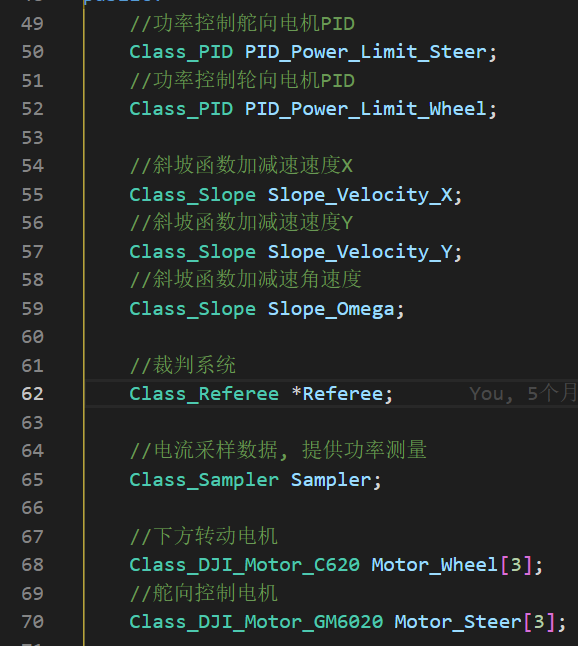 public:
49 //功率控制舵向电机PID
50 Class_PID PID_Power_Limit_Steer;
51 //功率控制轮向电机PID
52 Class_PID PID_Power_Limit_Wheel;
53
54 //斜坡函数加减速速度X
55 Class_Slope Slope_Velocity_X;
56 //斜坡函数加减速速度Y
57 Class_Slope Slope_Velocity_Y;
58 //斜坡函数加减速角速度
59 Class_Slope Slope_Omega;
60
61 //裁判系统
62 Class_Referee *Referee; You, 5个月
63
64 //电流采样数据, 提供功率测量
65 Class_Sampler Sampler;
66
67 //下方转动电机
68 Class_DJI_Motor_C620 Motor_Wheel[3];
69 //舵向控制电机
70 Class_DJI_Motor_GM6020 Motor_Steer[3];